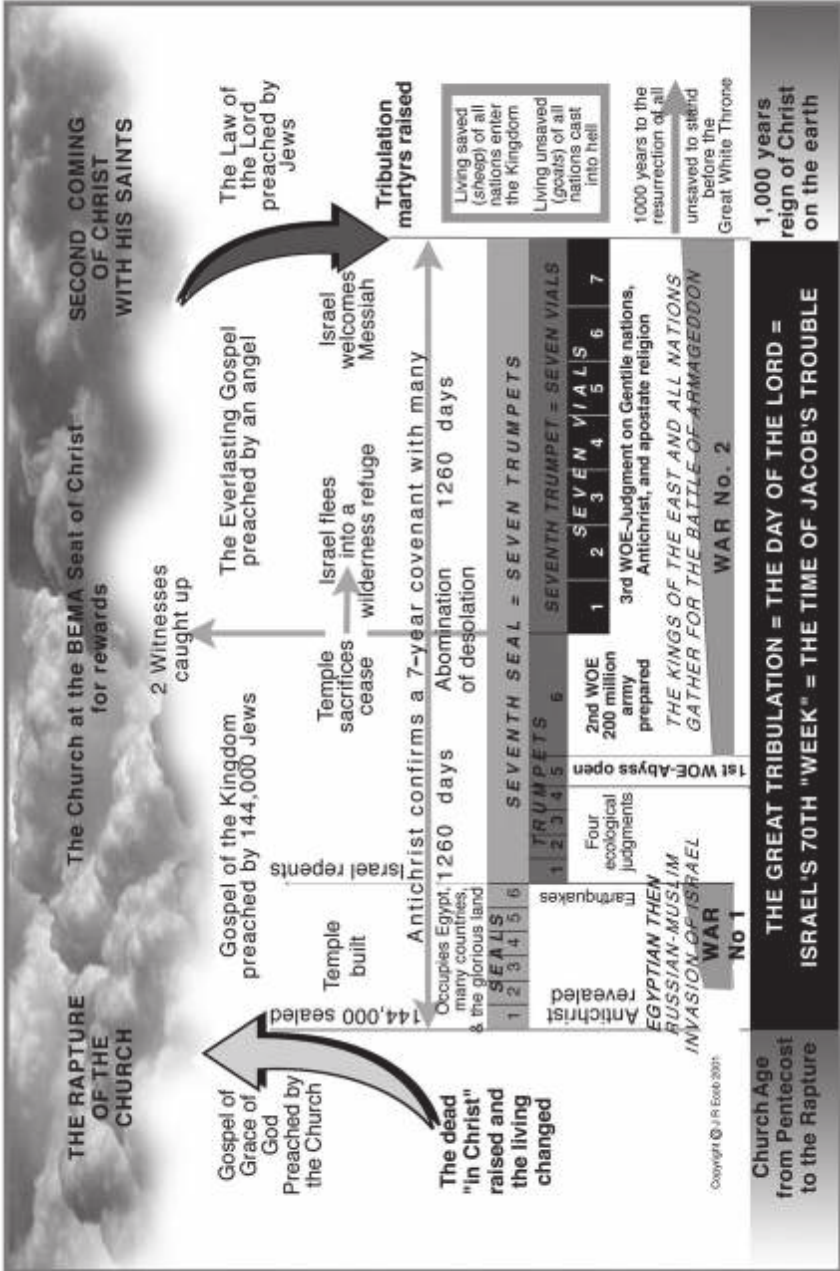 THE RAPTURE
OF THE
CHURCH
The Church at the BEMA Seat of Christ
for rewards
SECOND COMING
OF CHRIST
WITH HIS SAINTS
2 Witnesses
caught up
Gospel of
Grace of
God
Preached by
the Church
Gospel of the Kingdom
preached by 144,000 Jews
The Everlasting Gospel
preached by an angel
The Law of
the Lord
preached by
Jews
144,000 sealed
Temple
built
Israel repents
Temple
sacrifices
cease
Israel flees
into a
wilderness refuge
Israel
welcomes
Messiah
The dead
"in Christ"
raised and
the living
changed
Tribulation
martyrs raised
Antichrist confirms a 7-year covenant with many
Occupies Egypt,
many countries,
& the glorious land
1260 days
Abomination
of desolation
1260 days
Living saved
(sheep) of all
nations enter
the Kingdom
Living unsaved
(goats) of all
nations cast
into hell
SEALS
1 2 3 4 5 6
SEVENTH SEAL = SEVEN TRUMPETS
TRUMPETS
1 2 3 4 5 6
SEVENTH TRUMPET = SEVEN VIALS
SEVEN VIALS
1 2 3 4 5 6 7
Antichrist
revealed
Earthquakes
Four
ecological
judgments
1st WOE-Abyss open
2nd WOE
200 million
army
prepared
3rd WOE-Judgment on Gentile nations,
Antichrist, and apostate religion
1000 years to the
resurrection of all
unsaved to stand
before the
Great White Throne
EGYPTIAN THEN
RUSSIAN-MUSLIM
INVASION OF ISRAEL
THE KINGS OF THE EAST AND ALL NATIONS
GATHER FOR THE BATTLE OF ARMAGEDDON
WAR
No 1
WAR No. 2
Copyright © J R Ecob 2001
Church Age
from Pentecost
to the Rapture
THE GREAT TRIBULATION = THE DAY OF THE LORD =
ISRAEL'S 70TH "WEEK" = THE TIME OF JACOB'S TROUBLE
1,000 years
reign of Christ
on the earth